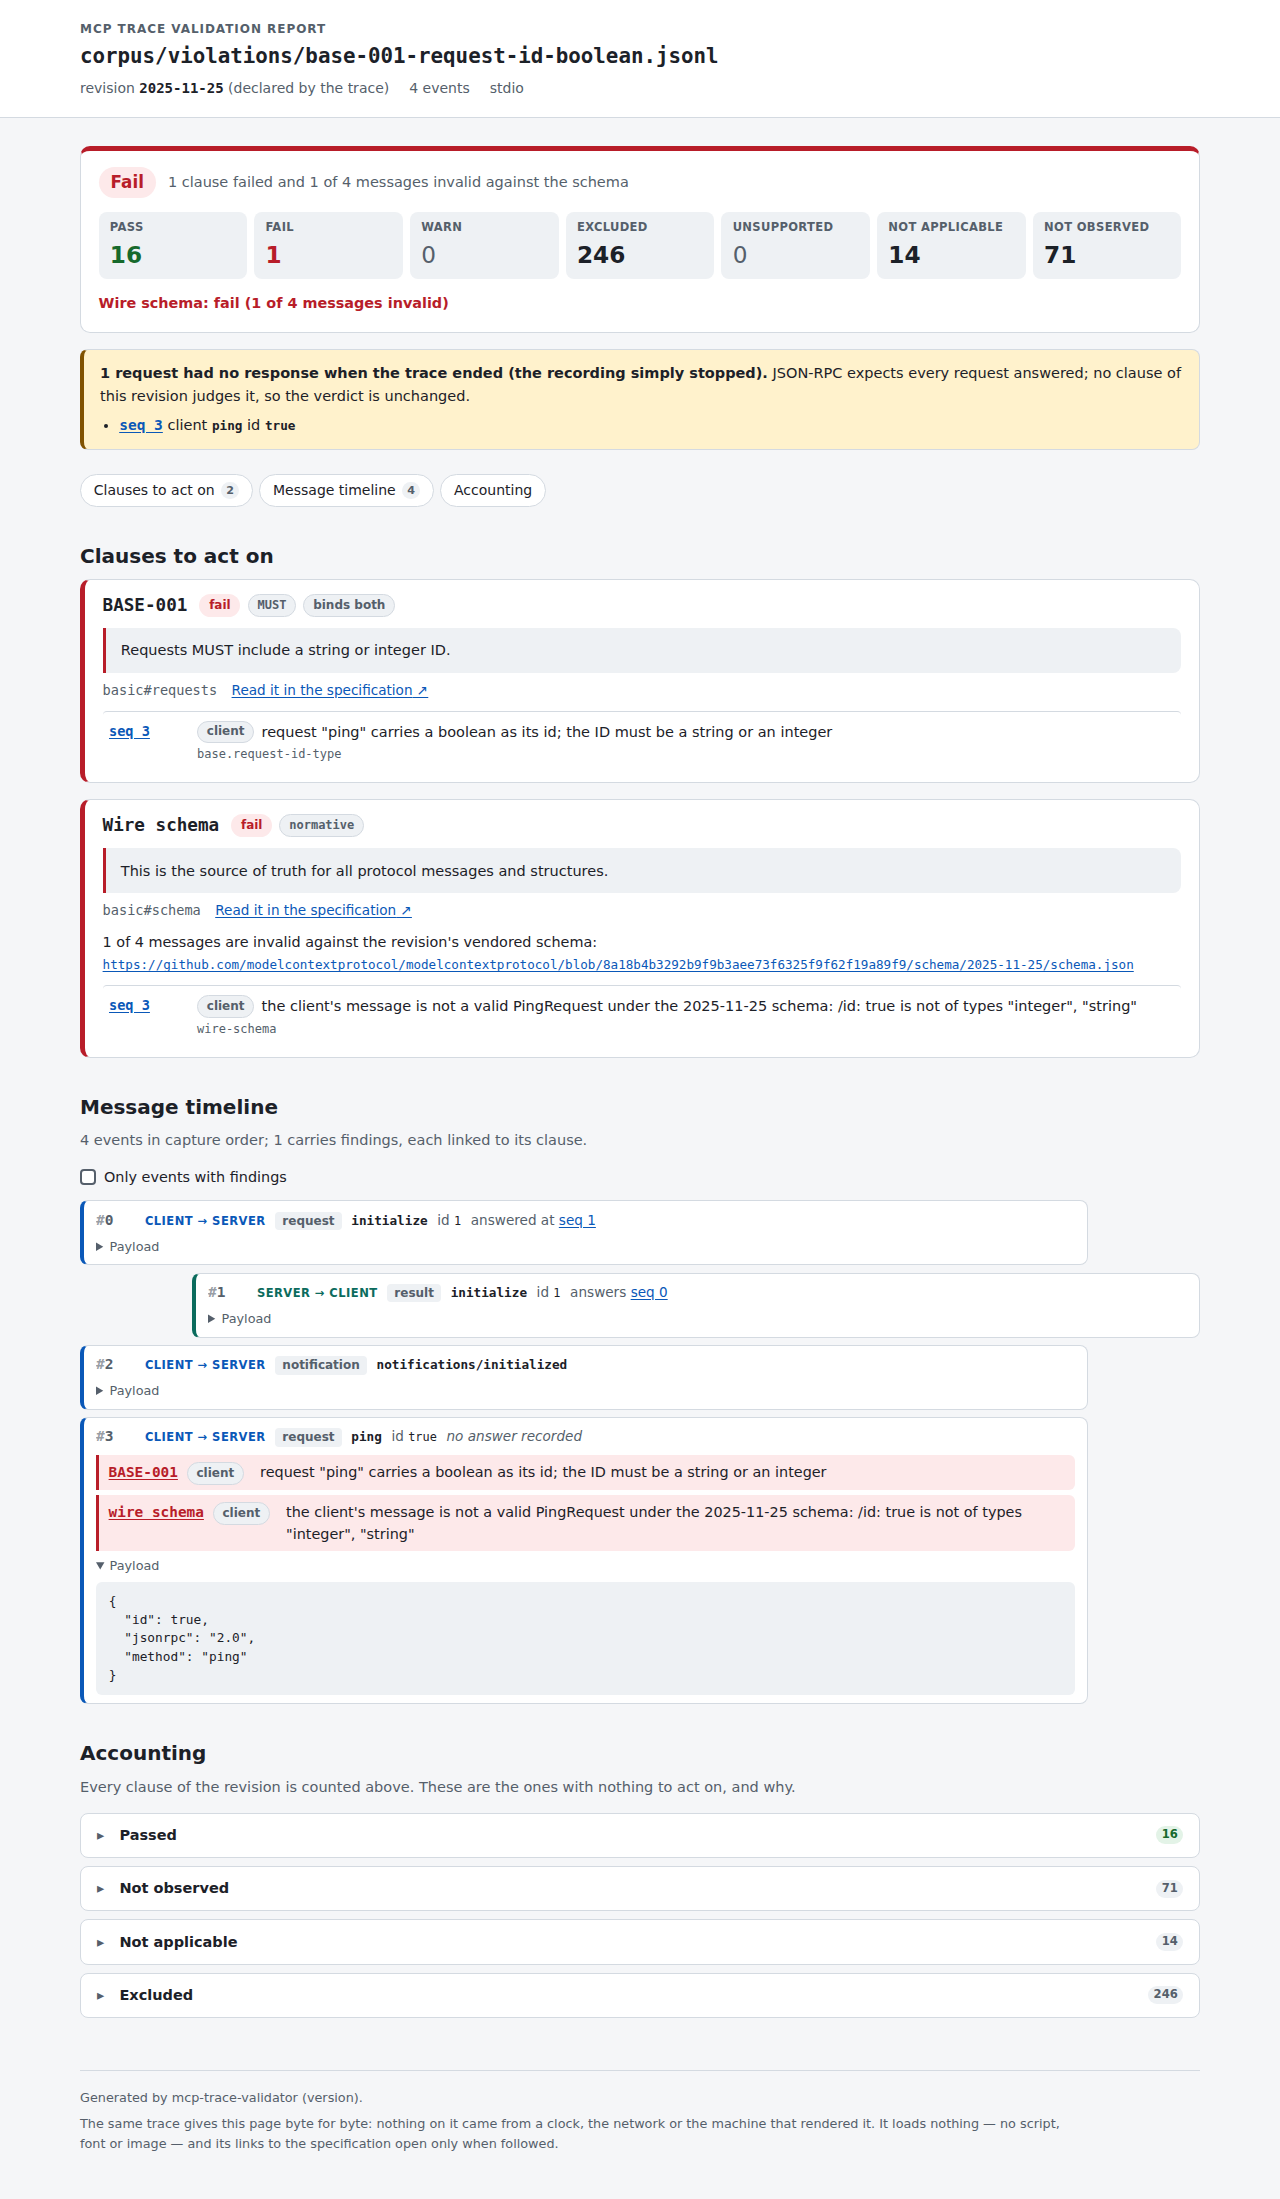 MCP TRACE VALIDATION REPORT
corpus/violations/base-001-request-id-boolean.jsonl
revision 2025-11-25 (declared by the trace) 4 events stdio
Fail 1 clause failed and 1 of 4 messages invalid against the schema
PASS FAIL WARN EXCLUDED UNSUPPORTED NOT APPLICABLE NOT OBSERVED
16 1 0 246 0 14 71
Wire schema: fail (1 of 4 messages invalid)
1 request had no response when the trace ended (the recording simply stopped). JSON-RPC expects every request answered; no clause of
this revision judges it, so the verdict is unchanged.
• seq 3 client ping id true
Clauses to act on 2 Message timeline 4 Accounting
Clauses to act on
BASE-001 fail MUST binds both
Requests MUST include a string or integer ID.
basic#requests Read it in the specification ↗
seq 3 client request "ping" carries a boolean as its id; the ID must be a string or an integer
base.request-id-type
Wire schema fail normative
This is the source of truth for all protocol messages and structures.
basic#schema Read it in the specification ↗
1 of 4 messages are invalid against the revision's vendored schema:
https://github.com/modelcontextprotocol/modelcontextprotocol/blob/8a18b4b3292b9f9b3aee73f6325f9f62f19a89f9/schema/2025-11-25/schema.json
seq 3 client the client's message is not a valid PingRequest under the 2025-11-25 schema: /id: true is not of types "integer", "string"
wire-schema
Message timeline
4 events in capture order; 1 carries findings, each linked to its clause.
Only events with findings
#0 CLIENT → SERVER request initialize id 1 answered at seq 1
▶ Payload
#1 SERVER → CLIENT result initialize id 1 answers seq 0
▶ Payload
#2 CLIENT → SERVER notification notifications/initialized
▶ Payload
#3 CLIENT → SERVER request ping id true no answer recorded
BASE-001 client request "ping" carries a boolean as its id; the ID must be a string or an integer
wire schema client the client's message is not a valid PingRequest under the 2025-11-25 schema: /id: true is not of types
"integer", "string"
▼ Payload
{
"id": true,
"jsonrpc": "2.0",
"method": "ping"
}
Accounting
Every clause of the revision is counted above. These are the ones with nothing to act on, and why.
▶ Passed 16
▶ Not observed 71
▶ Not applicable 14
▶ Excluded 246
Generated by mcp-trace-validator (version).
The same trace gives this page byte for byte: nothing on it came from a clock, the network or the machine that rendered it. It loads nothing — no script,
font or image — and its links to the specification open only when followed.